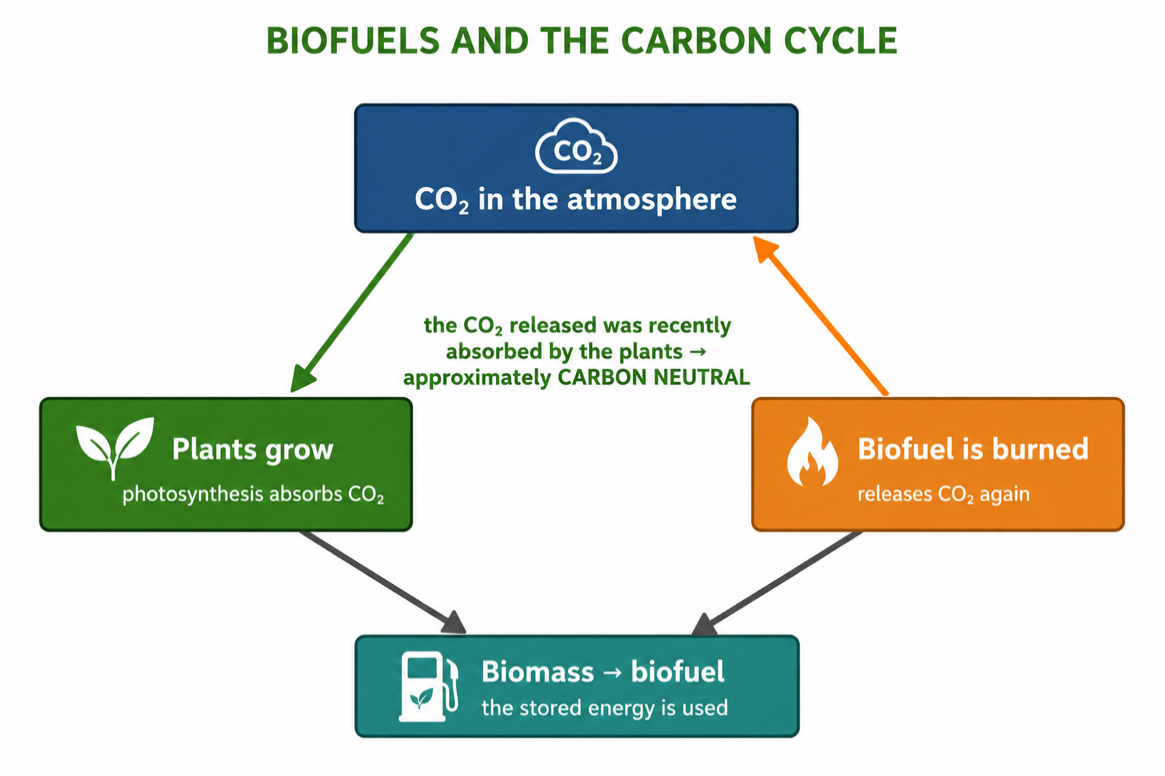 BIOFUELS AND THE CARBON CYCLE
CO₂
CO₂ in the atmosphere
the CO₂ released was recently
absorbed by the plants →
approximately CARBON NEUTRAL
Plants grow
photosynthesis absorbs CO₂
Biofuel is burned
releases CO₂ again
Biomass → biofuel
the stored energy is used